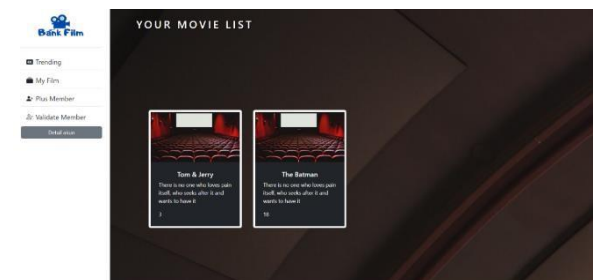 Bank Film
YOUR MOVIE LIST
Trending
My Film
Plus Member
Validate Member
Detail akun
Tom & Jerry
There is no one who loves pain
itself, who seeks after it and
wants to have it
3
The Batman
There is no one who loves pain
itself, who seeks after it and
wants to have it